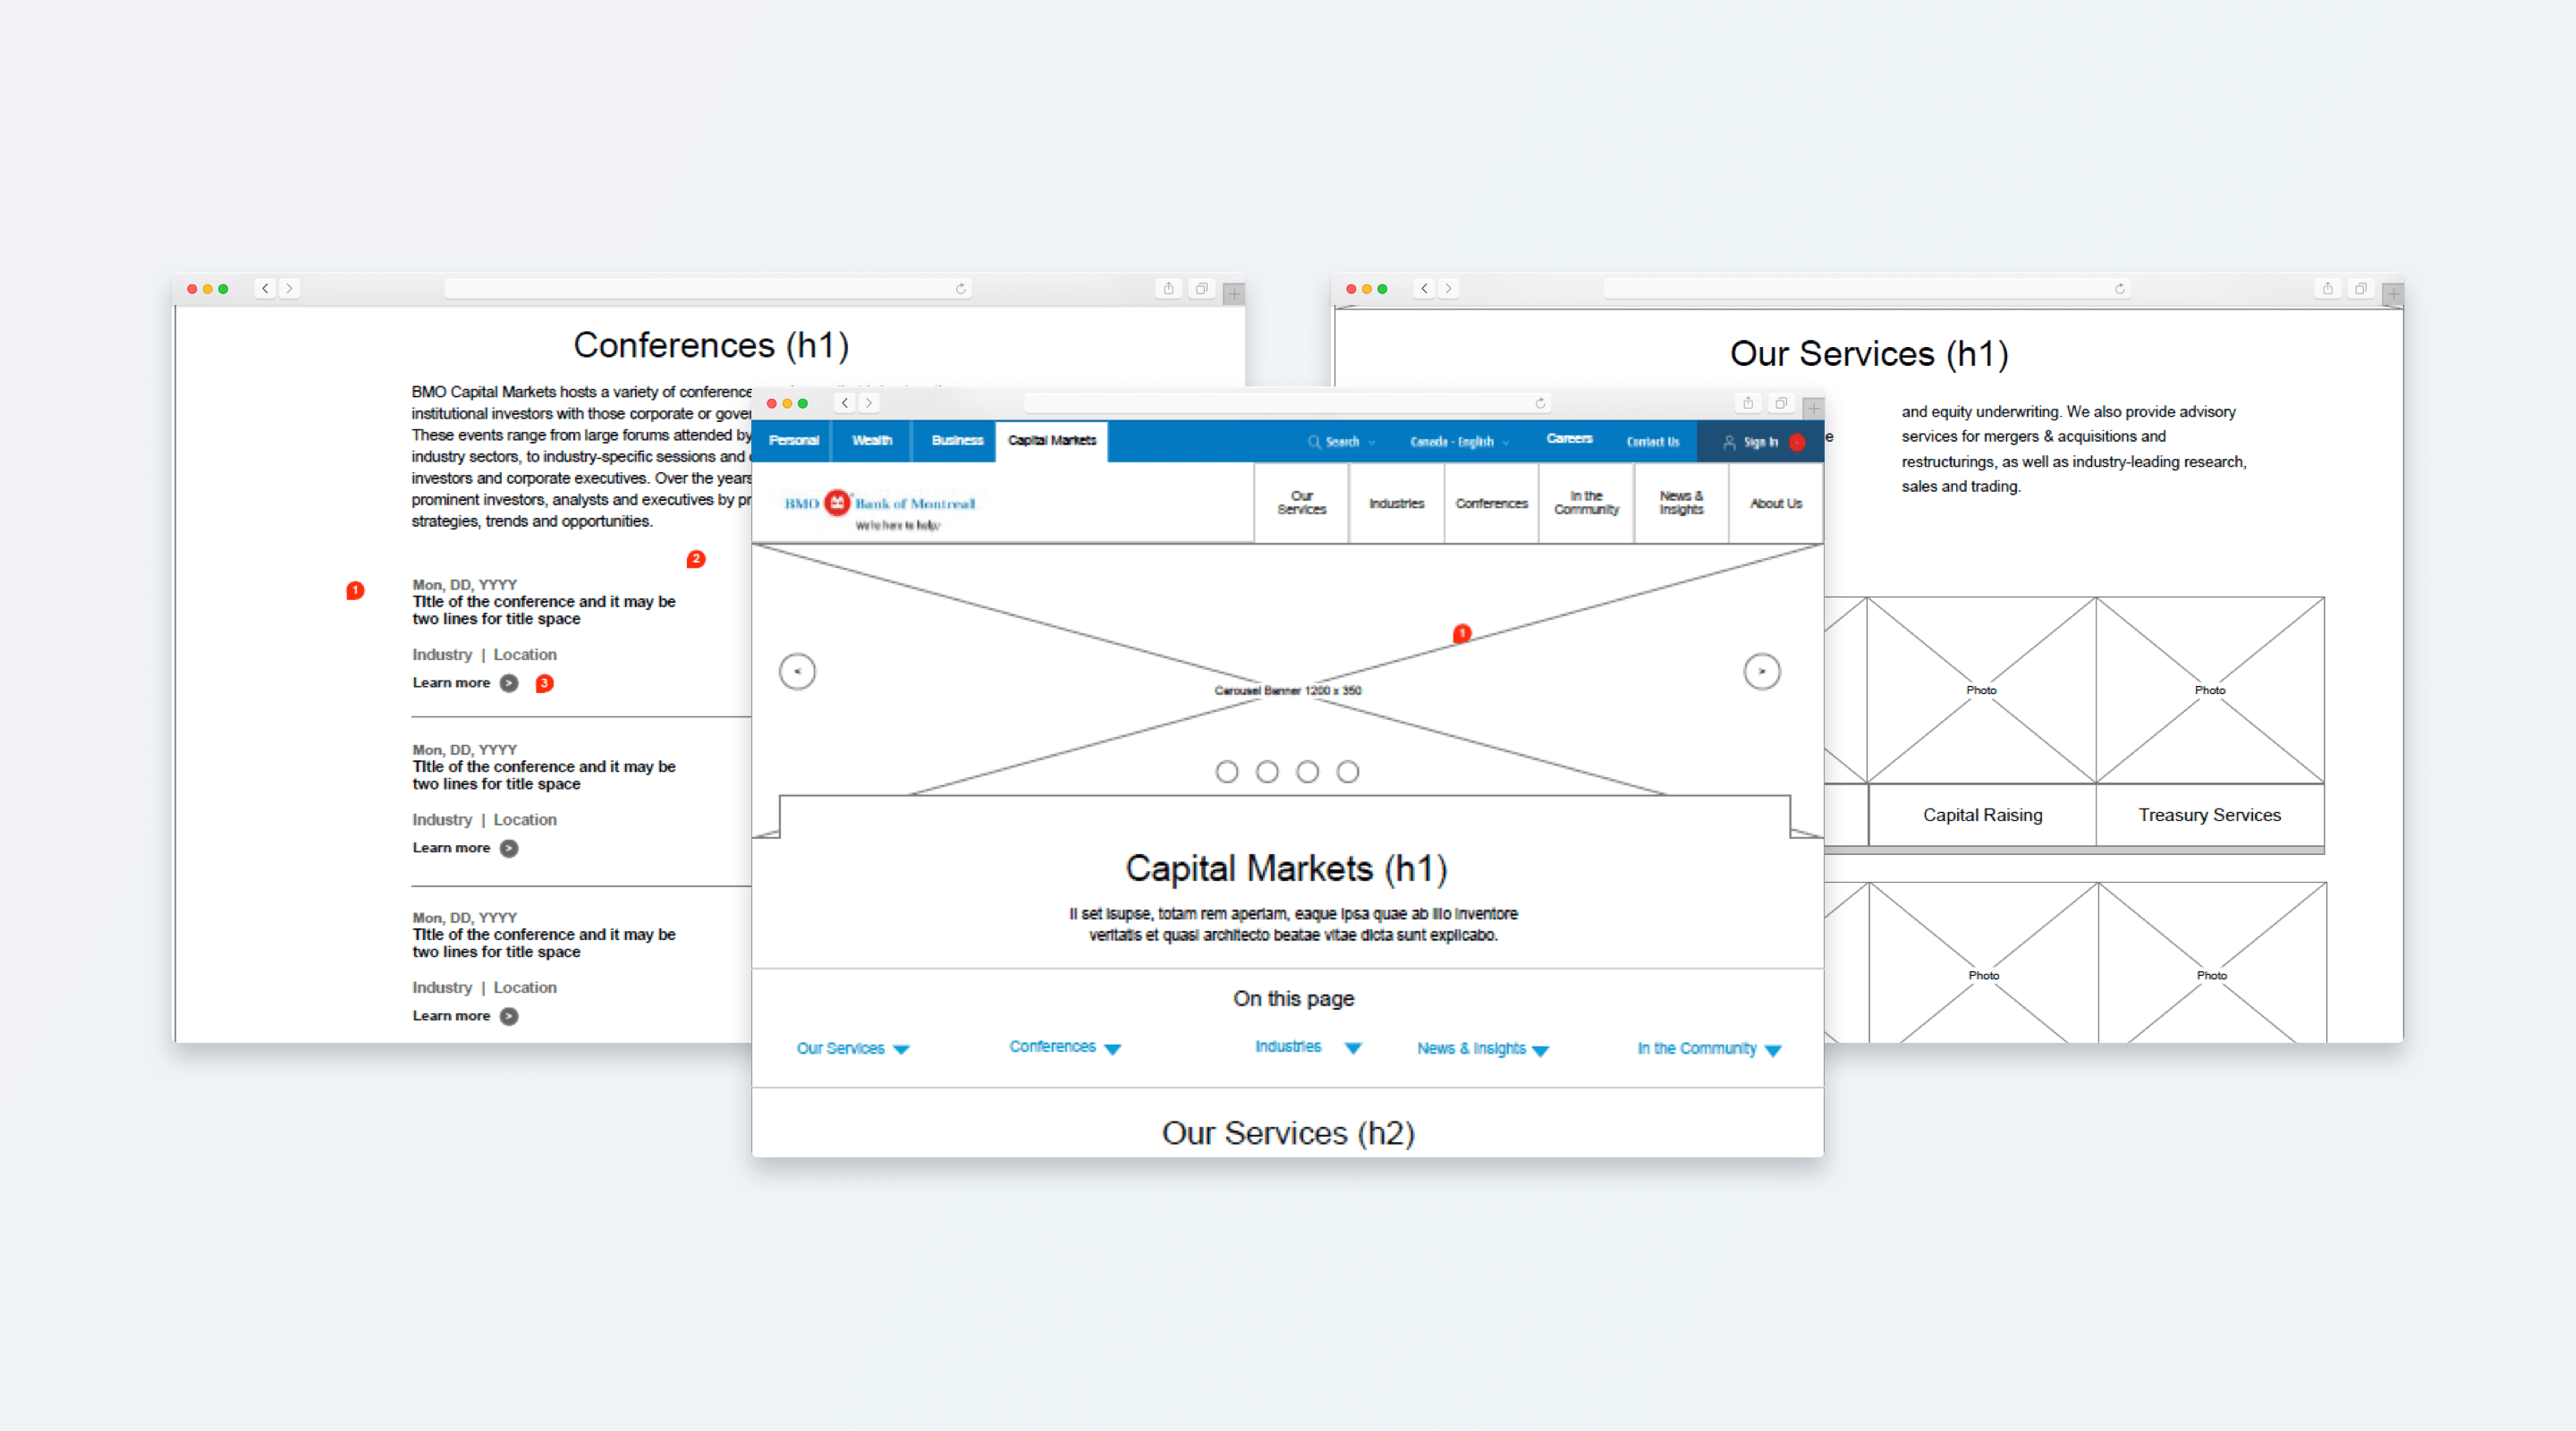 Conferences (h1)
BMO Capital Markets hosts a variety of conference
institutional investors with those corporate or gover
These events range from large forums attended by
industry sectors, to industry-specific sessions and
investors and corporate executives. Over the years
prominent investors, analysts and executives by pr
strategies, trends and opportunities.
2
1
Mon, DD, YYYY
TItle of the conference and it may be
two lines for title space
Industry | Location
Learn more >
3
Mon, DD, YYYY
TItle of the conference and it may be
two lines for title space
Industry | Location
Learn more >
Mon, DD, YYYY
TItle of the conference and it may be
two lines for title space
Industry | Location
Learn more >
Personal Wealth Business Capital Markets Search Canada - English Careers Contact Us Sign In
BMO Bank of Montreal
We're here to help.
Our
Services
Industries
Conferences
In the
Community
News &
Insights
About Us
1
<
>
Carousel Banner 1200 x 350
Capital Markets (h1)
Il set isupse, totam rem aperiam, eaque ipsa quae ab illo inventore
veritatis et quasi architecto beatae vitae dicta sunt explicabo.
On this page
Our Services Conferences Industries News & Insights In the Community
Our Services (h2)
Our Services (h1)
e
and equity underwriting. We also provide advisory
services for mergers & acquisitions and
restructurings, as well as industry-leading research,
sales and trading.
Photo Photo
Capital Raising Treasury Services
Photo Photo